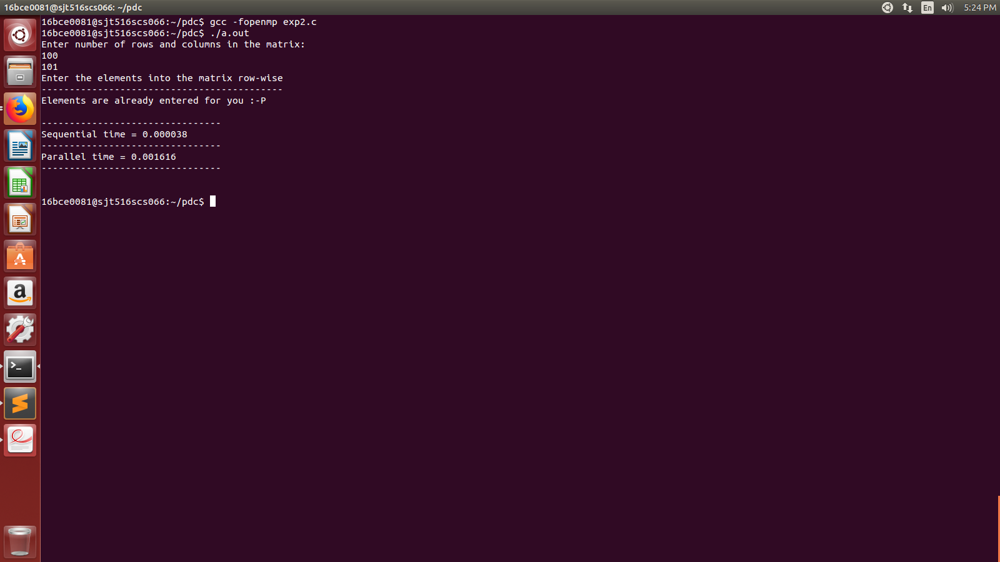 16bce0081@sjt516scs066: ~/pdc
En
5:24 PM
16bce0081@sjt516scs066:~/pdc$ gcc -fopenmp exp2.c
16bce0081@sjt516scs066:~/pdc$ ./a.out
Enter number of rows and columns in the matrix:
100
101
Enter the elements into the matrix row-wise
-------------------------------------------
Elements are already entered for you :-P
--------------------------------
Sequential time = 0.000038
--------------------------------
Parallel time = 0.001616
--------------------------------
16bce0081@sjt516scs066:~/pdc$